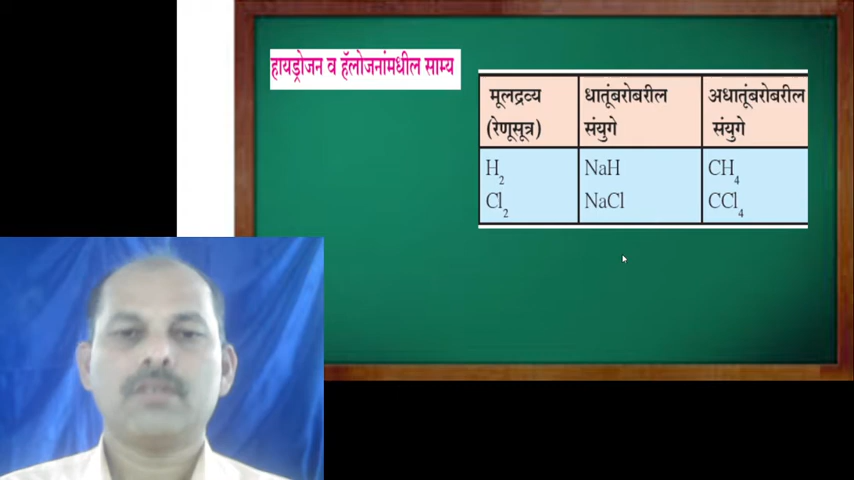 हायड्रोजन व हॅलोजनांमधील साम्य
मूलद्रव्य धातूंबरोबरील अधातूंबरोबरील
(रेणूसूत्र) संयुगे संयुगे
H₂ NaH CH₄
Cl₂ NaCl CCl₄